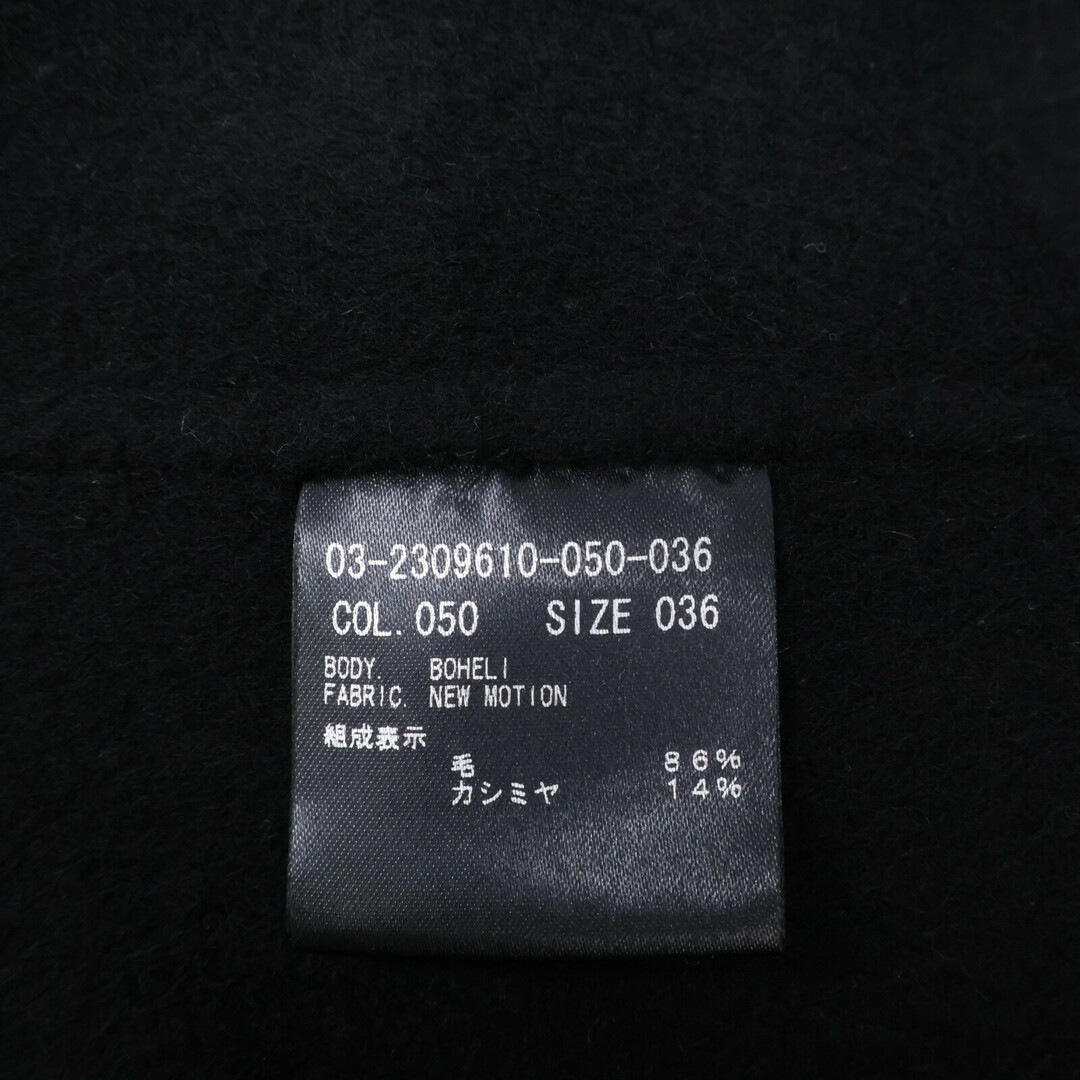 03-2309610-050-036
COL. 050 SIZE 036
BODY. BOHELI
FABRIC. NEW MOTION
組成表示
毛 86%
カシミヤ 14%